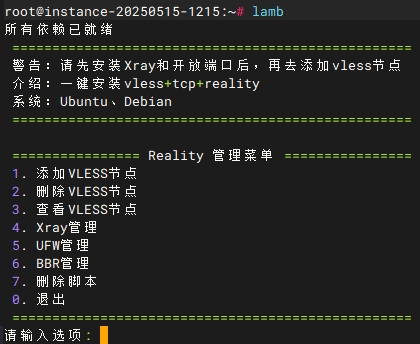 root@instance-20250515-1215:~# lamb
所有依赖已就绪
===============================================
警告: 请先安装Xray和开放端口后, 再去添加vless节点
介绍: 一键安装vless+tcp+reality
系统: Ubuntu、Debian
===============================================
=============== Reality 管理菜单 ===============
1. 添加VLESS节点
2. 删除VLESS节点
3. 查看VLESS节点
4. Xray管理
5. UFW管理
6. BBR管理
7. 删除脚本
0. 退出
===============================================
请输入选项: